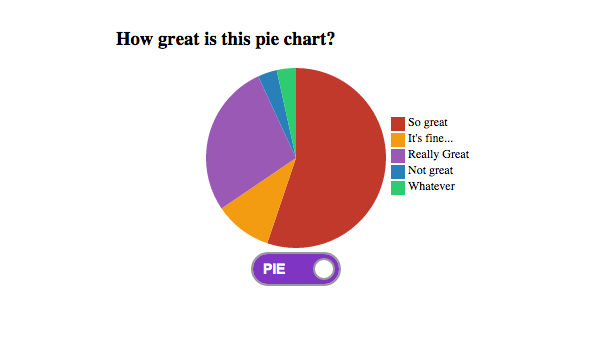 How great is this pie chart?
So great
It's fine...
Really Great
Not great
Whatever
PIE